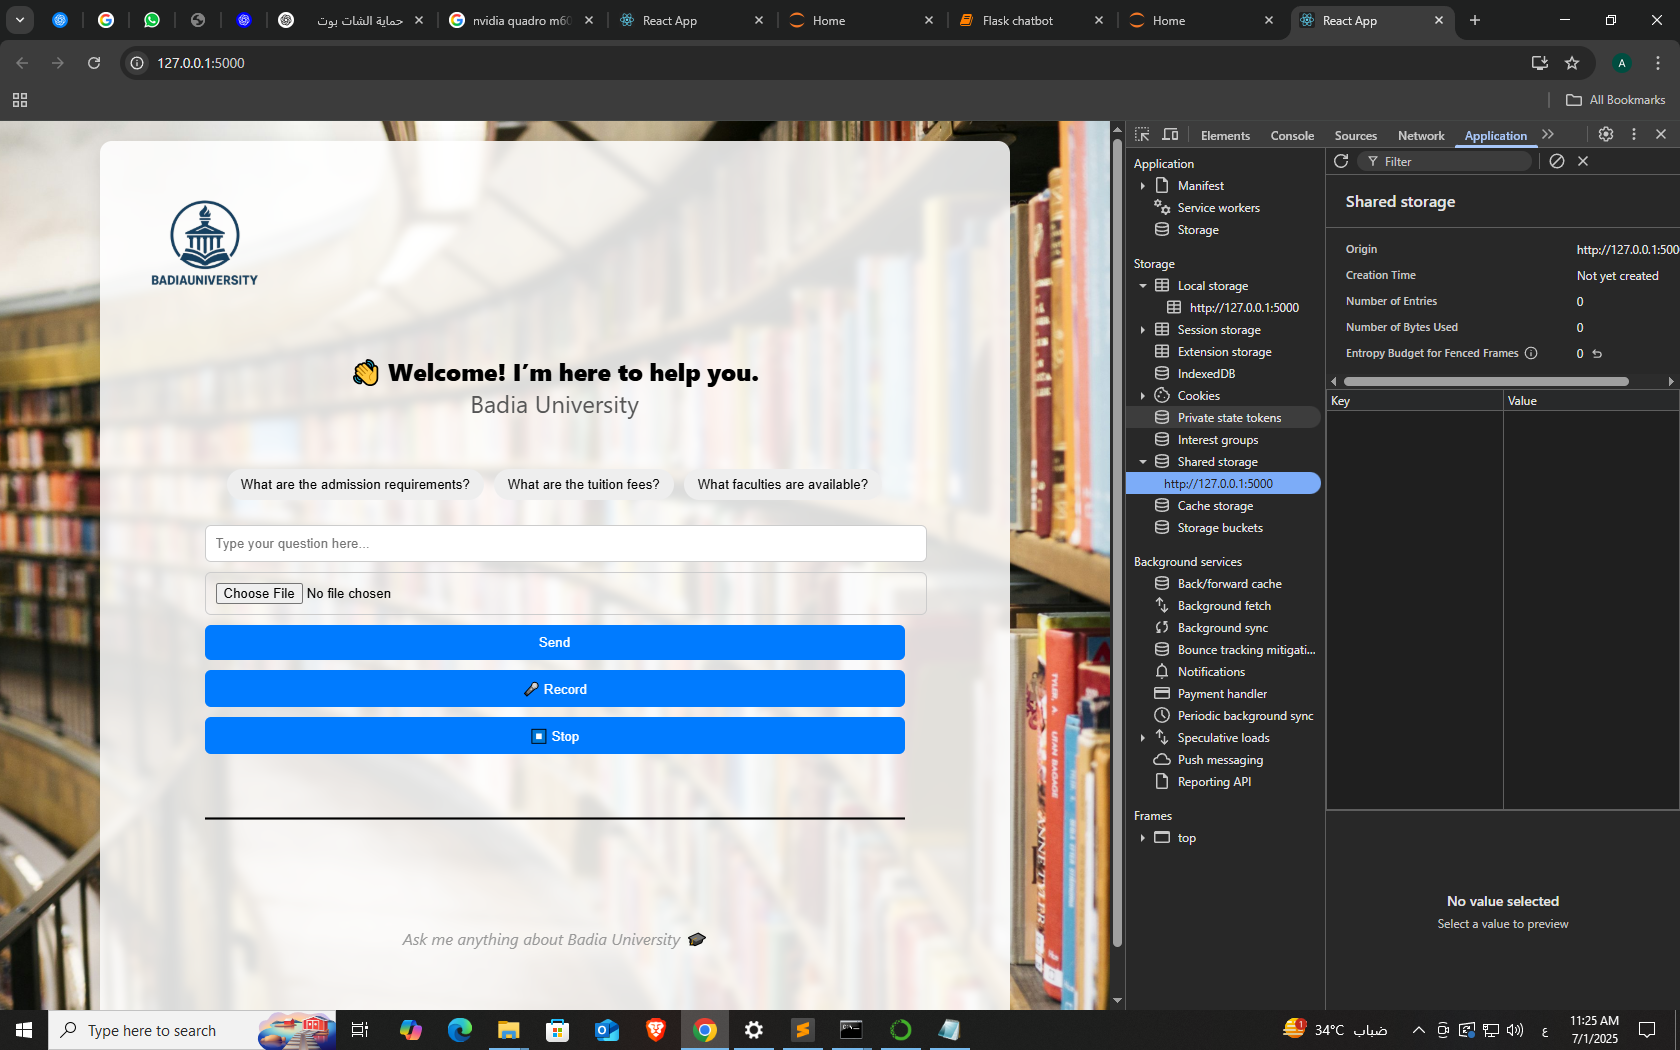 حماية الشات بوت
nvidia quadro m60
React App
Home
Flask chatbot
Home
React App
127.0.0.1:5000
A
All Bookmarks
BADIAUNIVERSITY
👋 Welcome! I’m here to help you.
Badia University
What are the admission requirements?
What are the tuition fees?
What faculties are available?
Type your question here...
Choose File No file chosen
Send
🎤 Record
⏹️ Stop
Ask me anything about Badia University 🎓
Elements
Console
Sources
Network
Application
Application
Manifest
Service workers
Storage
Storage
Local storage
http://127.0.0.1:5000
Session storage
Extension storage
IndexedDB
Cookies
Private state tokens
Interest groups
Shared storage
http://127.0.0.1:5000
Cache storage
Storage buckets
Background services
Back/forward cache
Background fetch
Background sync
Bounce tracking mitigati...
Notifications
Payment handler
Periodic background sync
Speculative loads
Push messaging
Reporting API
Frames
top
Filter
Shared storage
Origin http://127.0.0.1:500
Creation Time Not yet created
Number of Entries 0
Number of Bytes Used 0
Entropy Budget for Fenced Frames 0
Key Value
No value selected
Select a value to preview
Type here to search
1
34°C ضباب
ع
11:25 AM
7/1/2025